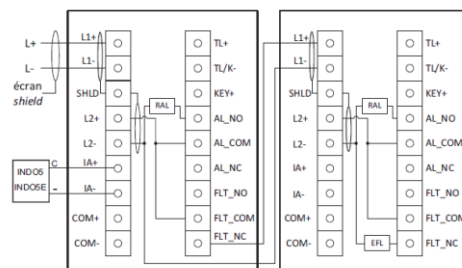 L+
L-
écran
shield
INDO5
INDO5E
C
-
L1+
L1-
SHLD
L2+
L2-
IA+
IA-
COM+
COM-
RAL
TL+
TL/K-
KEY+
AL_NO
AL_COM
AL_NC
FLT_NO
FLT_COM
FLT_NC
L1+
L1-
SHLD
L2+
L2-
IA+
IA-
COM+
COM-
RAL
EFL
TL+
TL/K-
KEY+
AL_NO
AL_COM
AL_NC
FLT_NO
FLT_COM
FLT_NC